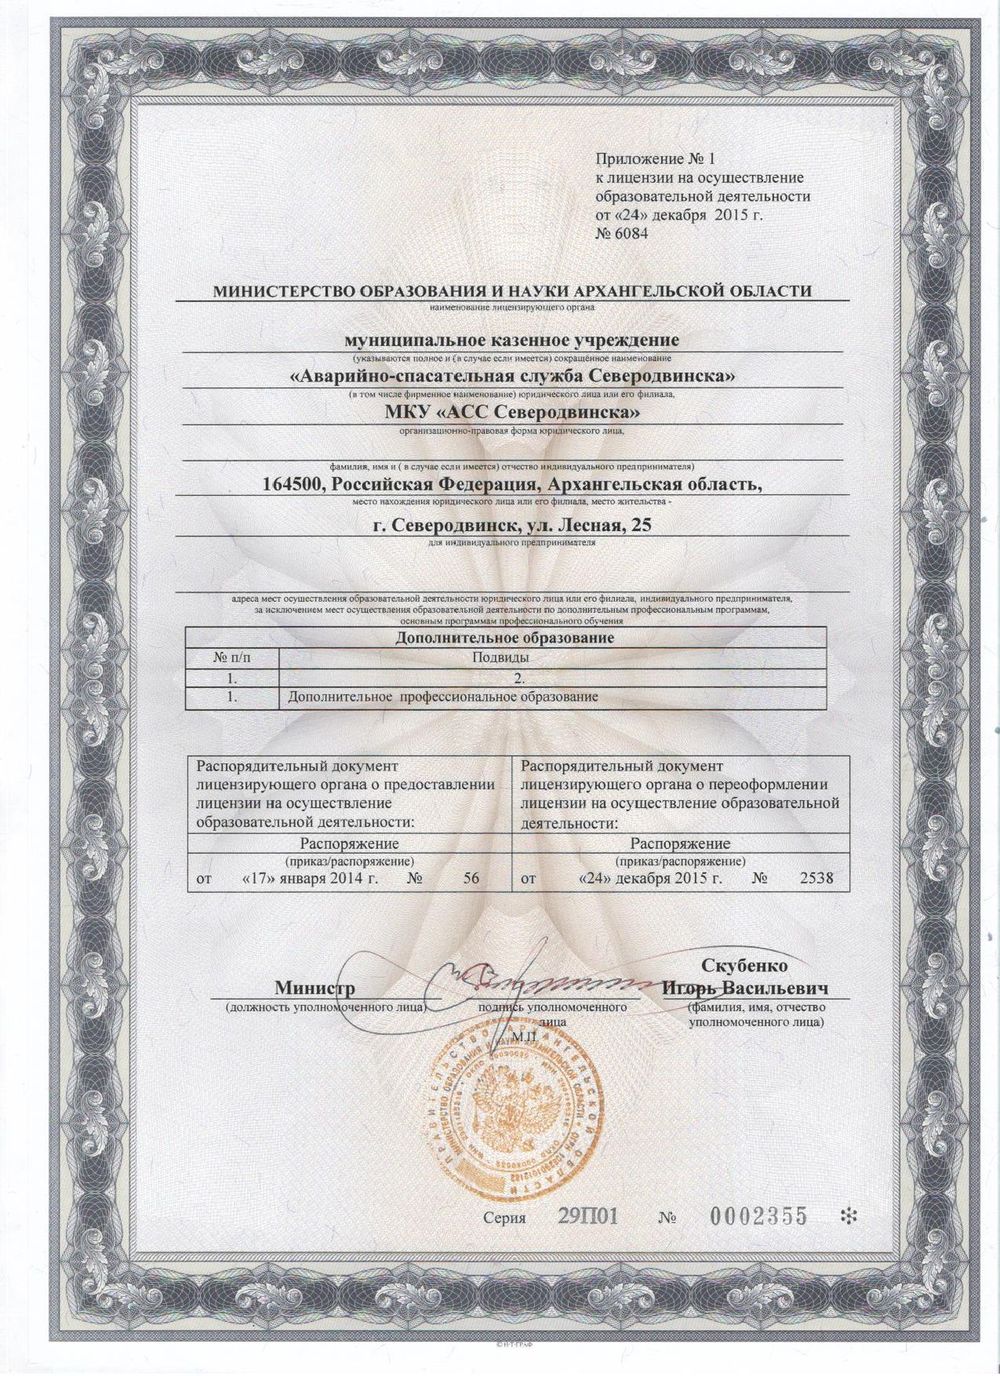 Приложение № 1
к лицензии на осуществление
образовательной деятельности
от «24» декабря 2015 г.
№ 6084
МИНИСТЕРСТВО ОБРАЗОВАНИЯ И НАУКИ АРХАНГЕЛЬСКОЙ ОБЛАСТИ
наименование лицензирующего органа
муниципальное казенное учреждение
(указываются полное и (в случае если имеется) сокращённое наименование
«Аварийно-спасательная служба Северодвинска»
(в том числе фирменное наименование) юридического лица или его филиала,
МКУ «АСС Северодвинска»
организационно-правовая форма юридического лица,
фамилия, имя и ( в случае если имеется) отчество индивидуального предпринимателя)
164500, Российская Федерация, Архангельская область,
место нахождения юридического лица или его филиала, место жительства -
г. Северодвинск, ул. Лесная, 25
для индивидуального предпринимателя
адреса мест осуществления образовательной деятельности юридического лица или его филиала, индивидуального предпринимателя,
за исключением мест осуществления образовательной деятельности по дополнительным профессиональным программам,
основным программам профессионального обучения
Дополнительное образование
№ п/п Подвиды
1. 2.
1. Дополнительное профессиональное образование
Распорядительный документ
лицензирующего органа о предоставлении
лицензии на осуществление
образовательной деятельности:
Распоряжение
(приказ/распоряжение)
от «17» января 2014 г. № 56
Распорядительный документ
лицензирующего органа о переоформлении
лицензии на осуществление образовательной
деятельности:
Распоряжение
(приказ/распоряжение)
от «24» декабря 2015 г. № 2538
Министр
(должность уполномоченного лица)
подпись уполномоченного
лица
М.П
Скубенко
Игорь Васильевич
(фамилия, имя, отчество
уполномоченного лица)
ПРАВИТЕЛЬСТВО АРХАНГЕЛЬСКОЙ ОБЛАСТИ
МИНИСТЕРСТВО ОБРАЗОВАНИЯ И НАУКИ АРХАНГЕЛЬСКОЙ ОБЛАСТИ
Серия 29П01 № 0002355
© Н-Т-ГРАФ